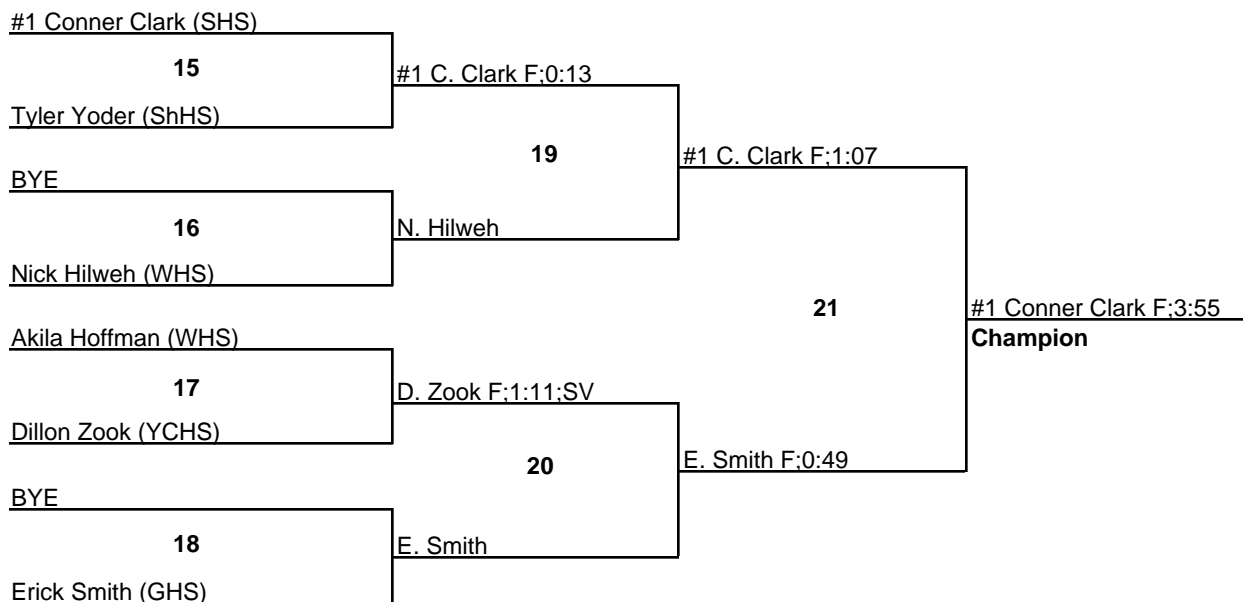 #1 Conner Clark (SHS)
15
#1 C. Clark F;0:13
Tyler Yoder (ShHS)
19
#1 C. Clark F;1:07
BYE
16
N. Hilweh
Nick Hilweh (WHS)
21
#1 Conner Clark F;3:55
Champion
Akila Hoffman (WHS)
17
D. Zook F;1:11;SV
Dillon Zook (YCHS)
20
E. Smith F;0:49
BYE
18
E. Smith
Erick Smith (GHS)